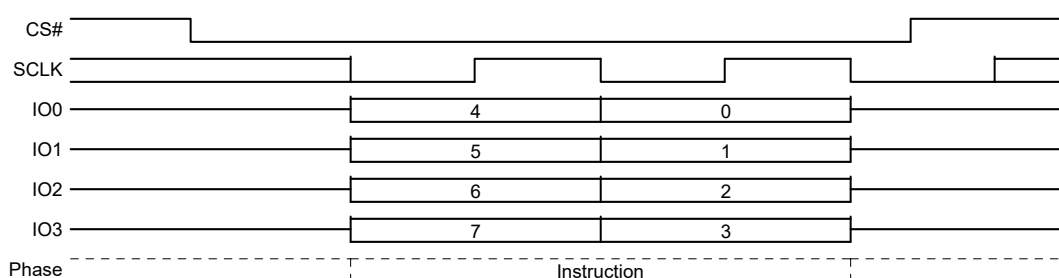 CS#
SCLK
IO0 4 0
IO1 5 1
IO2 6 2
IO3 7 3
Phase Instruction